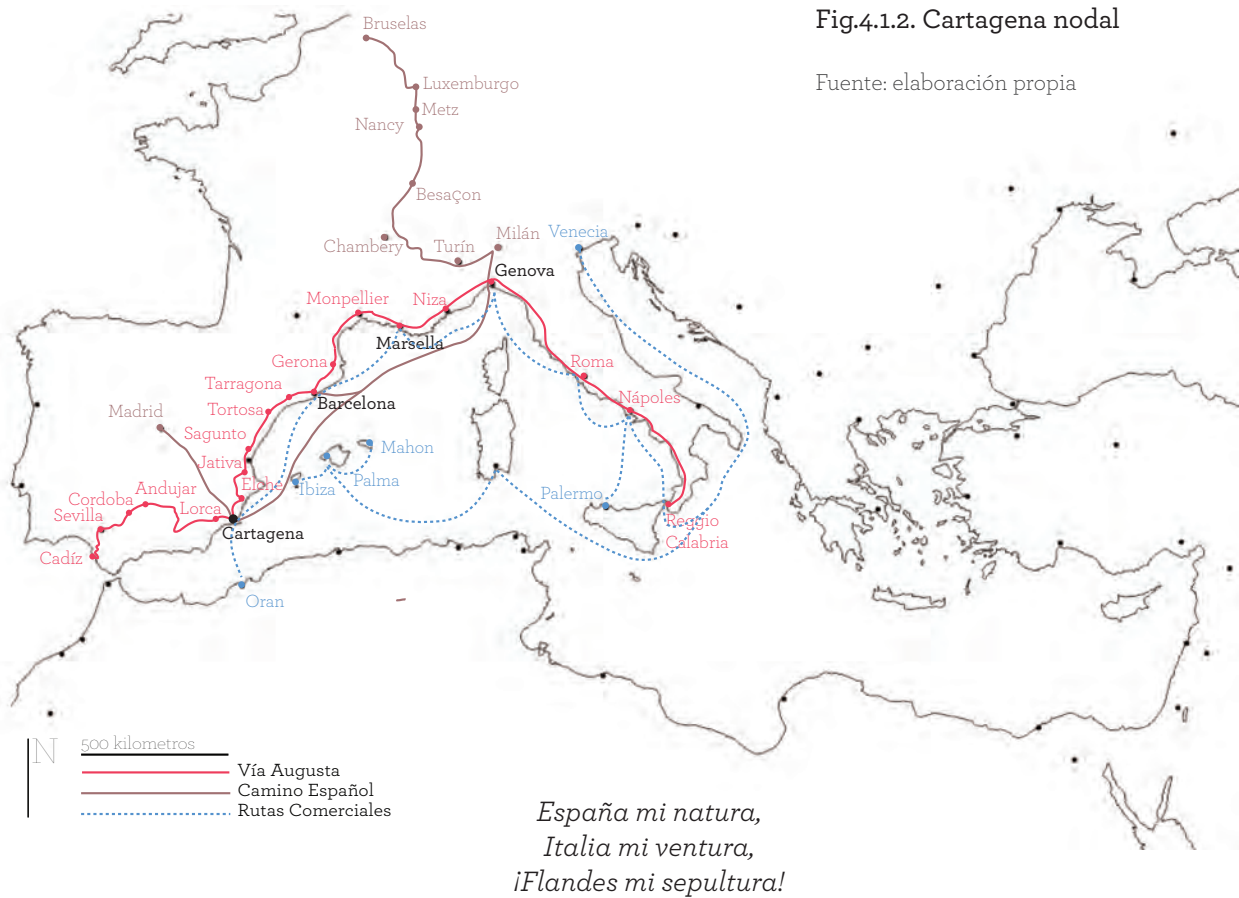 Fig.4.1.2. Cartagena nodal
Fuente: elaboración propia
Bruselas
Luxemburgo
Metz
Nancy
Besaçon
Chambery
Turín
Milán
Venecia
Genova
Monpellier
Niza
Marsella
Gerona
Roma
Tarragona
Barcelona
Nápoles
Madrid
Tortosa
Sagunto
Mahon
Jativa
Elche
Ibiza
Palma
Andujar
Cordoba
Lorca
Palermo
Sevilla
Cartagena
Reggio
Calabria
Cadíz
Oran
N
500 kilometros
Vía Augusta
Camino Español
Rutas Comerciales
España mi natura,
Italia mi ventura,
¡Flandes mi sepultura!